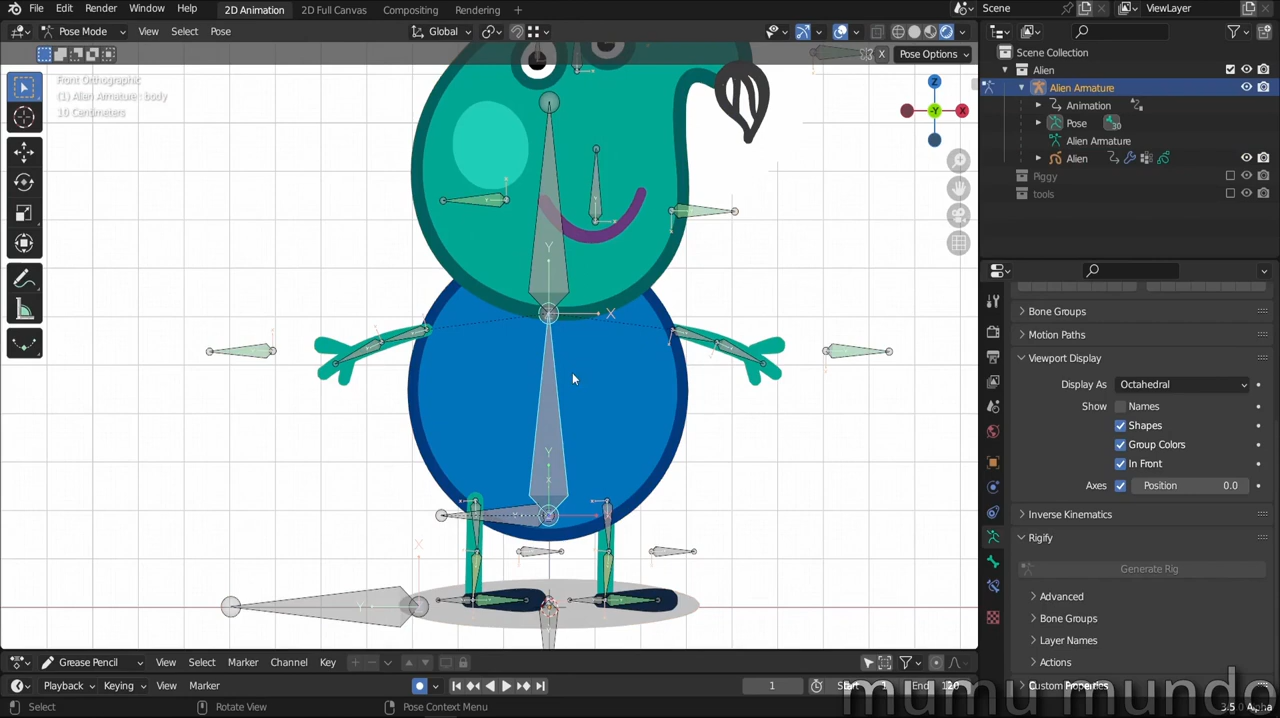 File Edit Render Window Help 2D Animation 2D Full Canvas Compositing Rendering Scene ViewLayer
Pose Mode View Select Pose Global
Pose Options
Front Orthographic
(1) Alien Armature : body
10 Centimeters
Z
X
-Y
Y
X
Y
X
Y
Scene Collection
Alien
Alien Armature
Animation
Pose 30
Alien Armature
Alien
Piggy
tools
Bone Groups
Motion Paths
Viewport Display
Display As Octahedral
Show Names
Shapes
Group Colors
In Front
Axes Position 0.0
Inverse Kinematics
Rigify
Generate Rig
Advanced
Bone Groups
Layer Names
Actions
Custom Properties
Grease Pencil View Select Marker Channel Key
Playback Keying View Marker 1 Start 1 End 120
mumu mundo
Select Rotate View Pose Context Menu 3.5.0 Alpha